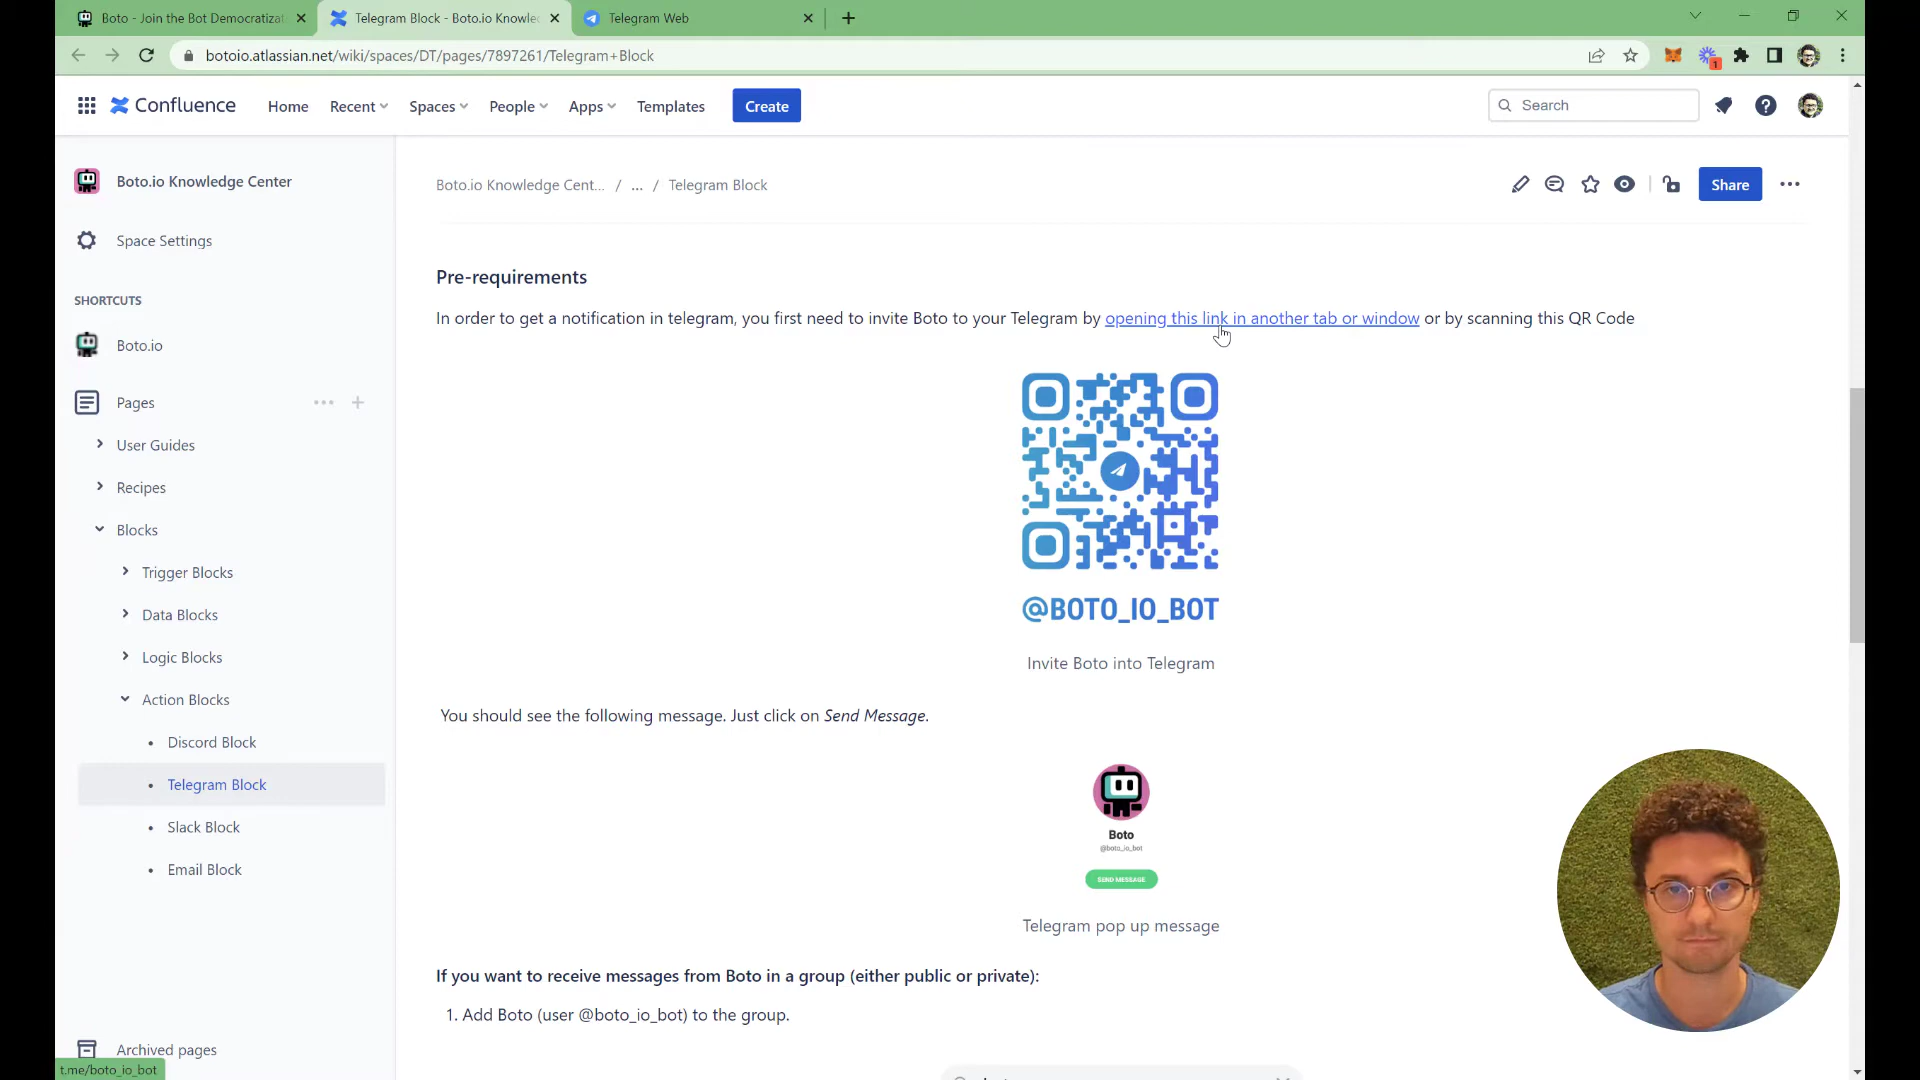 Boto - Join the Bot Democratizat
Telegram Block - Boto.io Knowle
Telegram Web
botoio.atlassian.net/wiki/spaces/DT/pages/7897261/Telegram+Block
1
Confluence
Home
Recent
Spaces
People
Apps
Templates
Create
Search
Boto.io Knowledge Center
Space Settings
SHORTCUTS
Boto.io
Pages
User Guides
Recipes
Blocks
Trigger Blocks
Data Blocks
Logic Blocks
Action Blocks
Discord Block
Telegram Block
Slack Block
Email Block
Archived pages
t.me/boto_io_bot
Boto.io Knowledge Cent... / ... / Telegram Block
Share
Pre-requirements
In order to get a notification in telegram, you first need to invite Boto to your Telegram by opening this link in another tab or window or by scanning this QR Code
@BOTO_IO_BOT
Invite Boto into Telegram
You should see the following message. Just click on Send Message.
Boto
@boto_io_bot
SEND MESSAGE
Telegram pop up message
If you want to receive messages from Boto in a group (either public or private):
1. Add Boto (user @boto_io_bot) to the group.